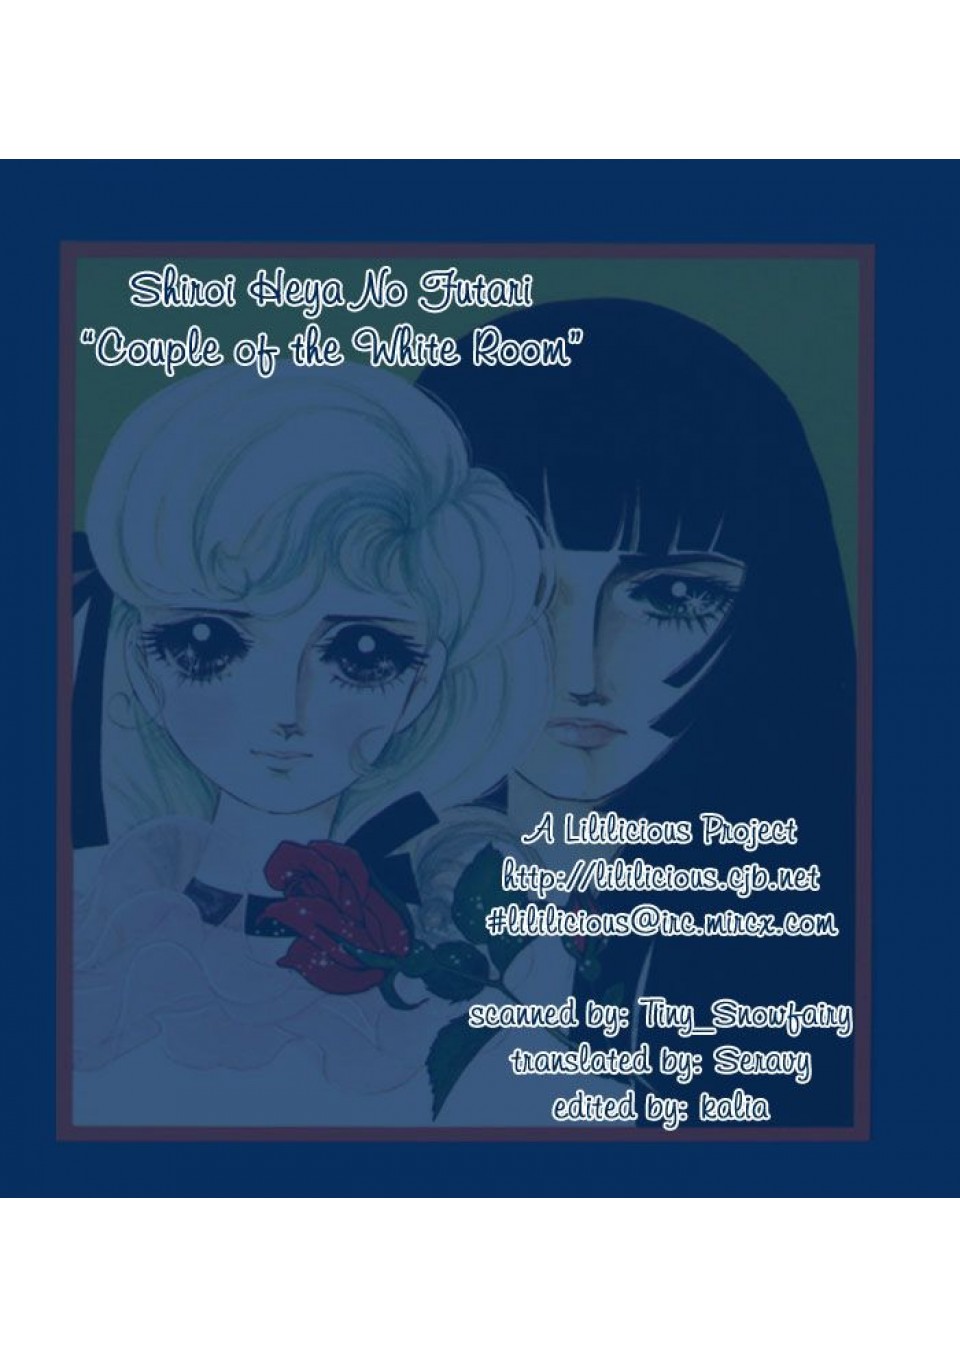 Shiroi Heya No Futari
“Couple of the White Room”
A Lililicious Project
http://lililicious.cjb.net
#lililicious@irc.mircx.com
scanned by: Tiny_Snowfairy
translated by: Seravy
edited by: kalia